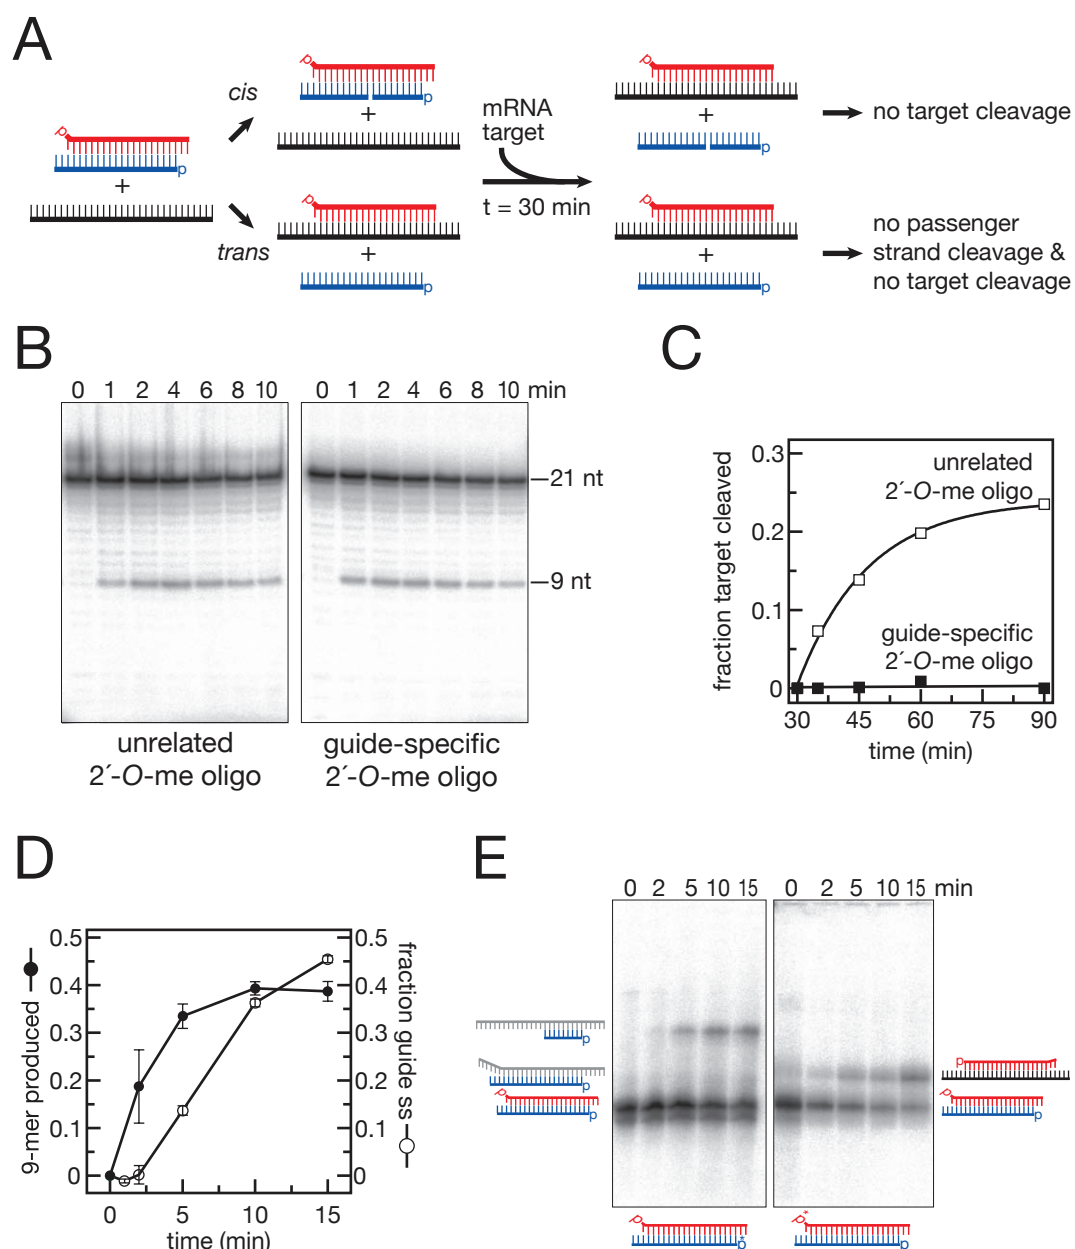 A
cis
trans
p
p
p
p
p
p
p
p
p
p
+
+
+
+
+
mRNA
target
t = 30 min
no target cleavage
no passenger
strand cleavage &
no target cleavage
B
0 1 2 4 6 8 10 min
0 1 2 4 6 8 10
21 nt
9 nt
unrelated
2´-O-me oligo
guide-specific
2´-O-me oligo
C
fraction target cleaved
0.3
0.2
0.1
0
unrelated
2´-O-me oligo
guide-specific
2´-O-me oligo
30 45 60 75 90
time (min)
D
9-mer produced
0.5
0.4
0.3
0.2
0.1
0
0.5
0.4
0.3
0.2
0.1
0
fraction guide ss
0 5 10 15
time (min)
E
0 2 5 10 15
0 2 5 10 15 min
p
p
p
p
p
p
p
p*
p
p*
p